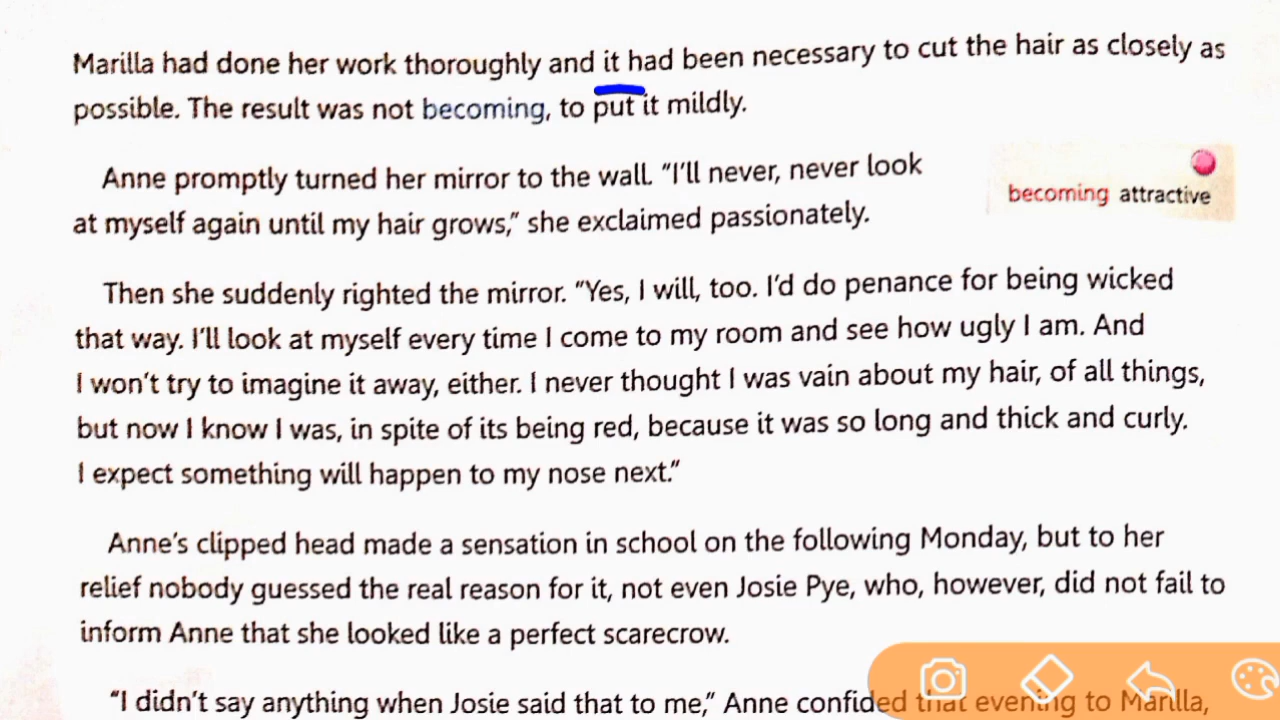 Marilla had done her work thoroughly and it had been necessary to cut the hair as closely as
possible. The result was not becoming, to put it mildly.
Anne promptly turned her mirror to the wall. “I’ll never, never look
at myself again until my hair grows,” she exclaimed passionately.
becoming attractive
Then she suddenly righted the mirror. “Yes, I will, too. I’d do penance for being wicked
that way. I’ll look at myself every time I come to my room and see how ugly I am. And
I won’t try to imagine it away, either. I never thought I was vain about my hair, of all things,
but now I know I was, in spite of its being red, because it was so long and thick and curly.
I expect something will happen to my nose next.”
Anne’s clipped head made a sensation in school on the following Monday, but to her
relief nobody guessed the real reason for it, not even Josie Pye, who, however, did not fail to
inform Anne that she looked like a perfect scarecrow.
“I didn’t say anything when Josie said that to me,” Anne confided that evening to Marilla,